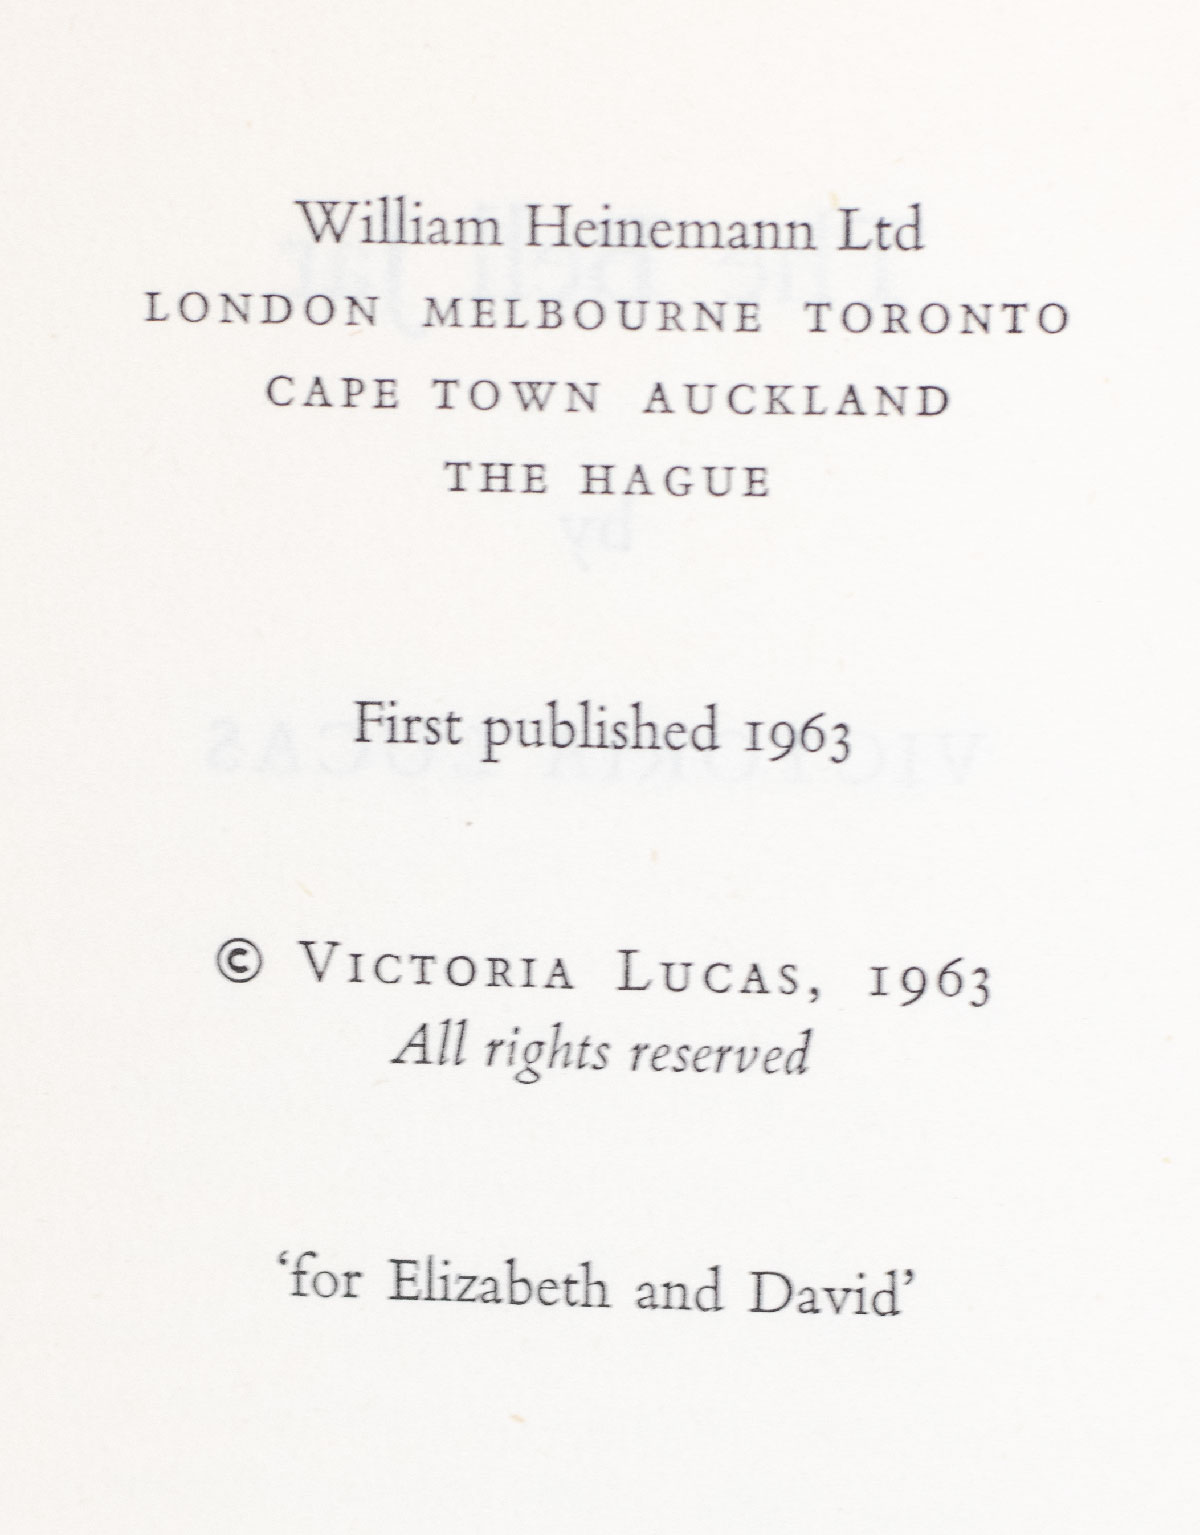 William Heinemann Ltd
LONDON MELBOURNE TORONTO
CAPE TOWN AUCKLAND
THE HAGUE
First published 1963
© VICTORIA LUCAS, 1963
All rights reserved
‘for Elizabeth and David’